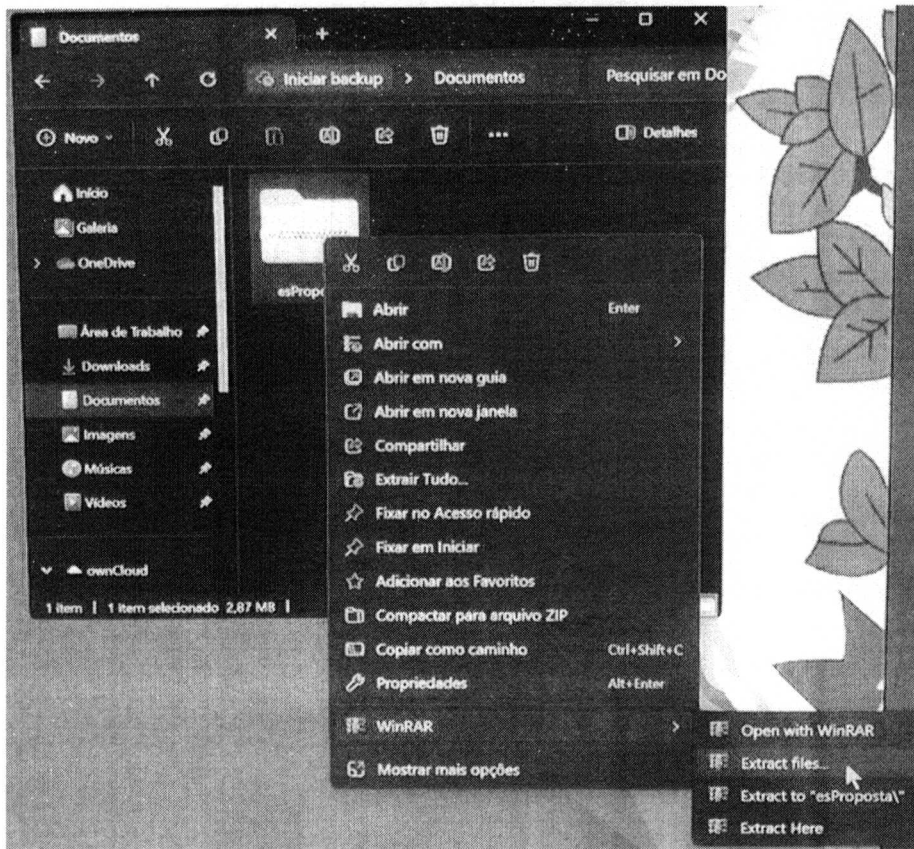 Documentos
Iniciar backup > Documentos
Pesquisar em Do
Novo
Detalhes
Início
Galeria
OneDrive
Área de Trabalho
Downloads
Documentos
Imagens
Músicas
Vídeos
ownCloud
1 item | 1 item selecionado 2,87 MB |
esPropo
Abrir Enter
Abrir com
Abrir em nova guia
Abrir em nova janela
Compartilhar
Extrair Tudo...
Fixar no Acesso rápido
Fixar em Iniciar
Adicionar aos Favoritos
Compactar para arquivo ZIP
Copiar como caminho Ctrl+Shift+C
Propriedades Alt+Enter
WinRAR
Mostrar mais opções
Open with WinRAR
Extract files...
Extract to "esProposta\"
Extract Here